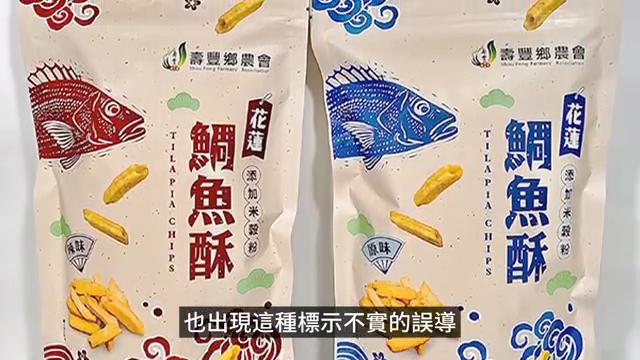 壽豐鄉農會
Shou Feng Farmers' Association
花蓮
鯛魚酥
TILAPIA CHIPS
添加米穀粉
辣味
壽豐鄉農會
Shou Feng Farmers' Association
花蓮
鯛魚酥
TILAPIA CHIPS
添加米穀粉
原味
也出現這種標示不實的誤導